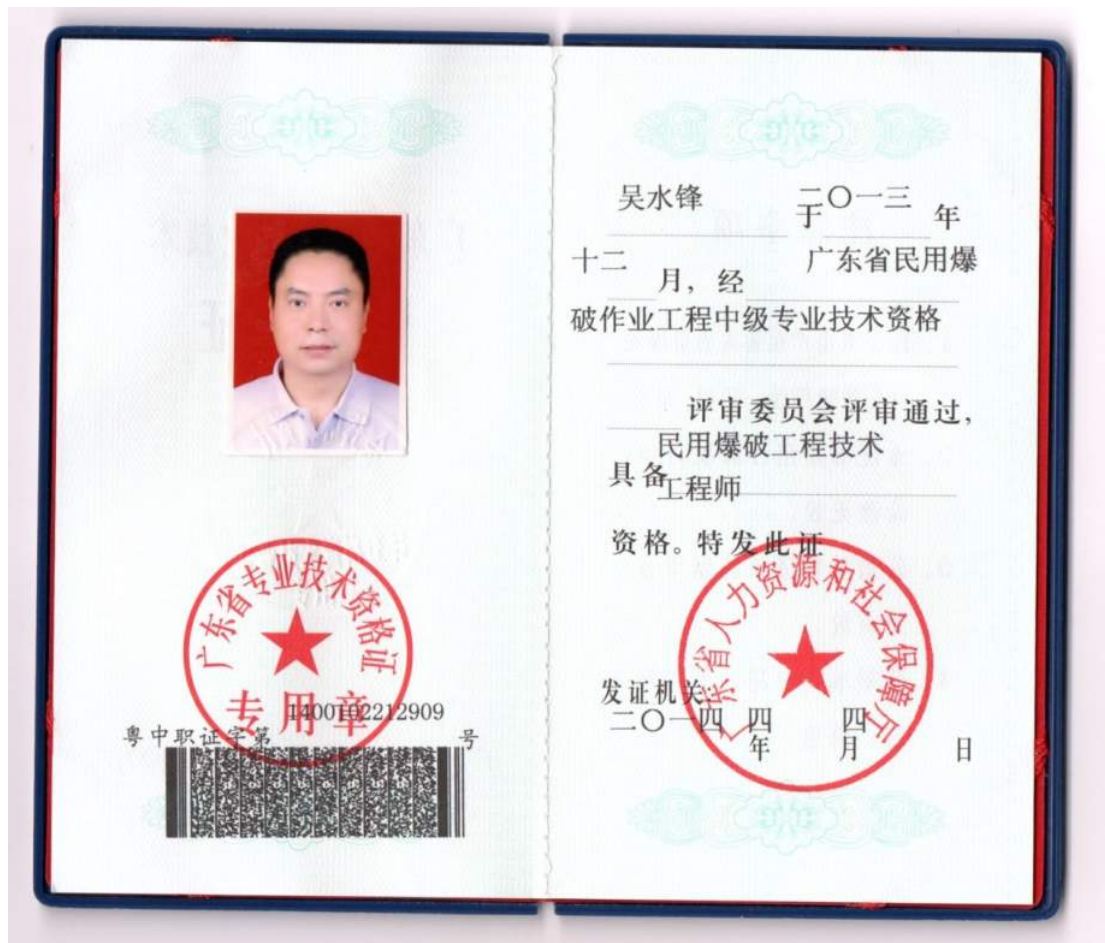 广东省专业技术资格证
专用章
1400102212909
粤中职证字第 号
吴水锋 于二〇一三年
十二月，经广东省民用爆
破作业工程中级专业技术资格
评审委员会评审通过，
具备民用爆破工程技术
工程师
资格。特发此证
广东省人力资源和社会保障厅
发证机关
二〇一四年四月四日